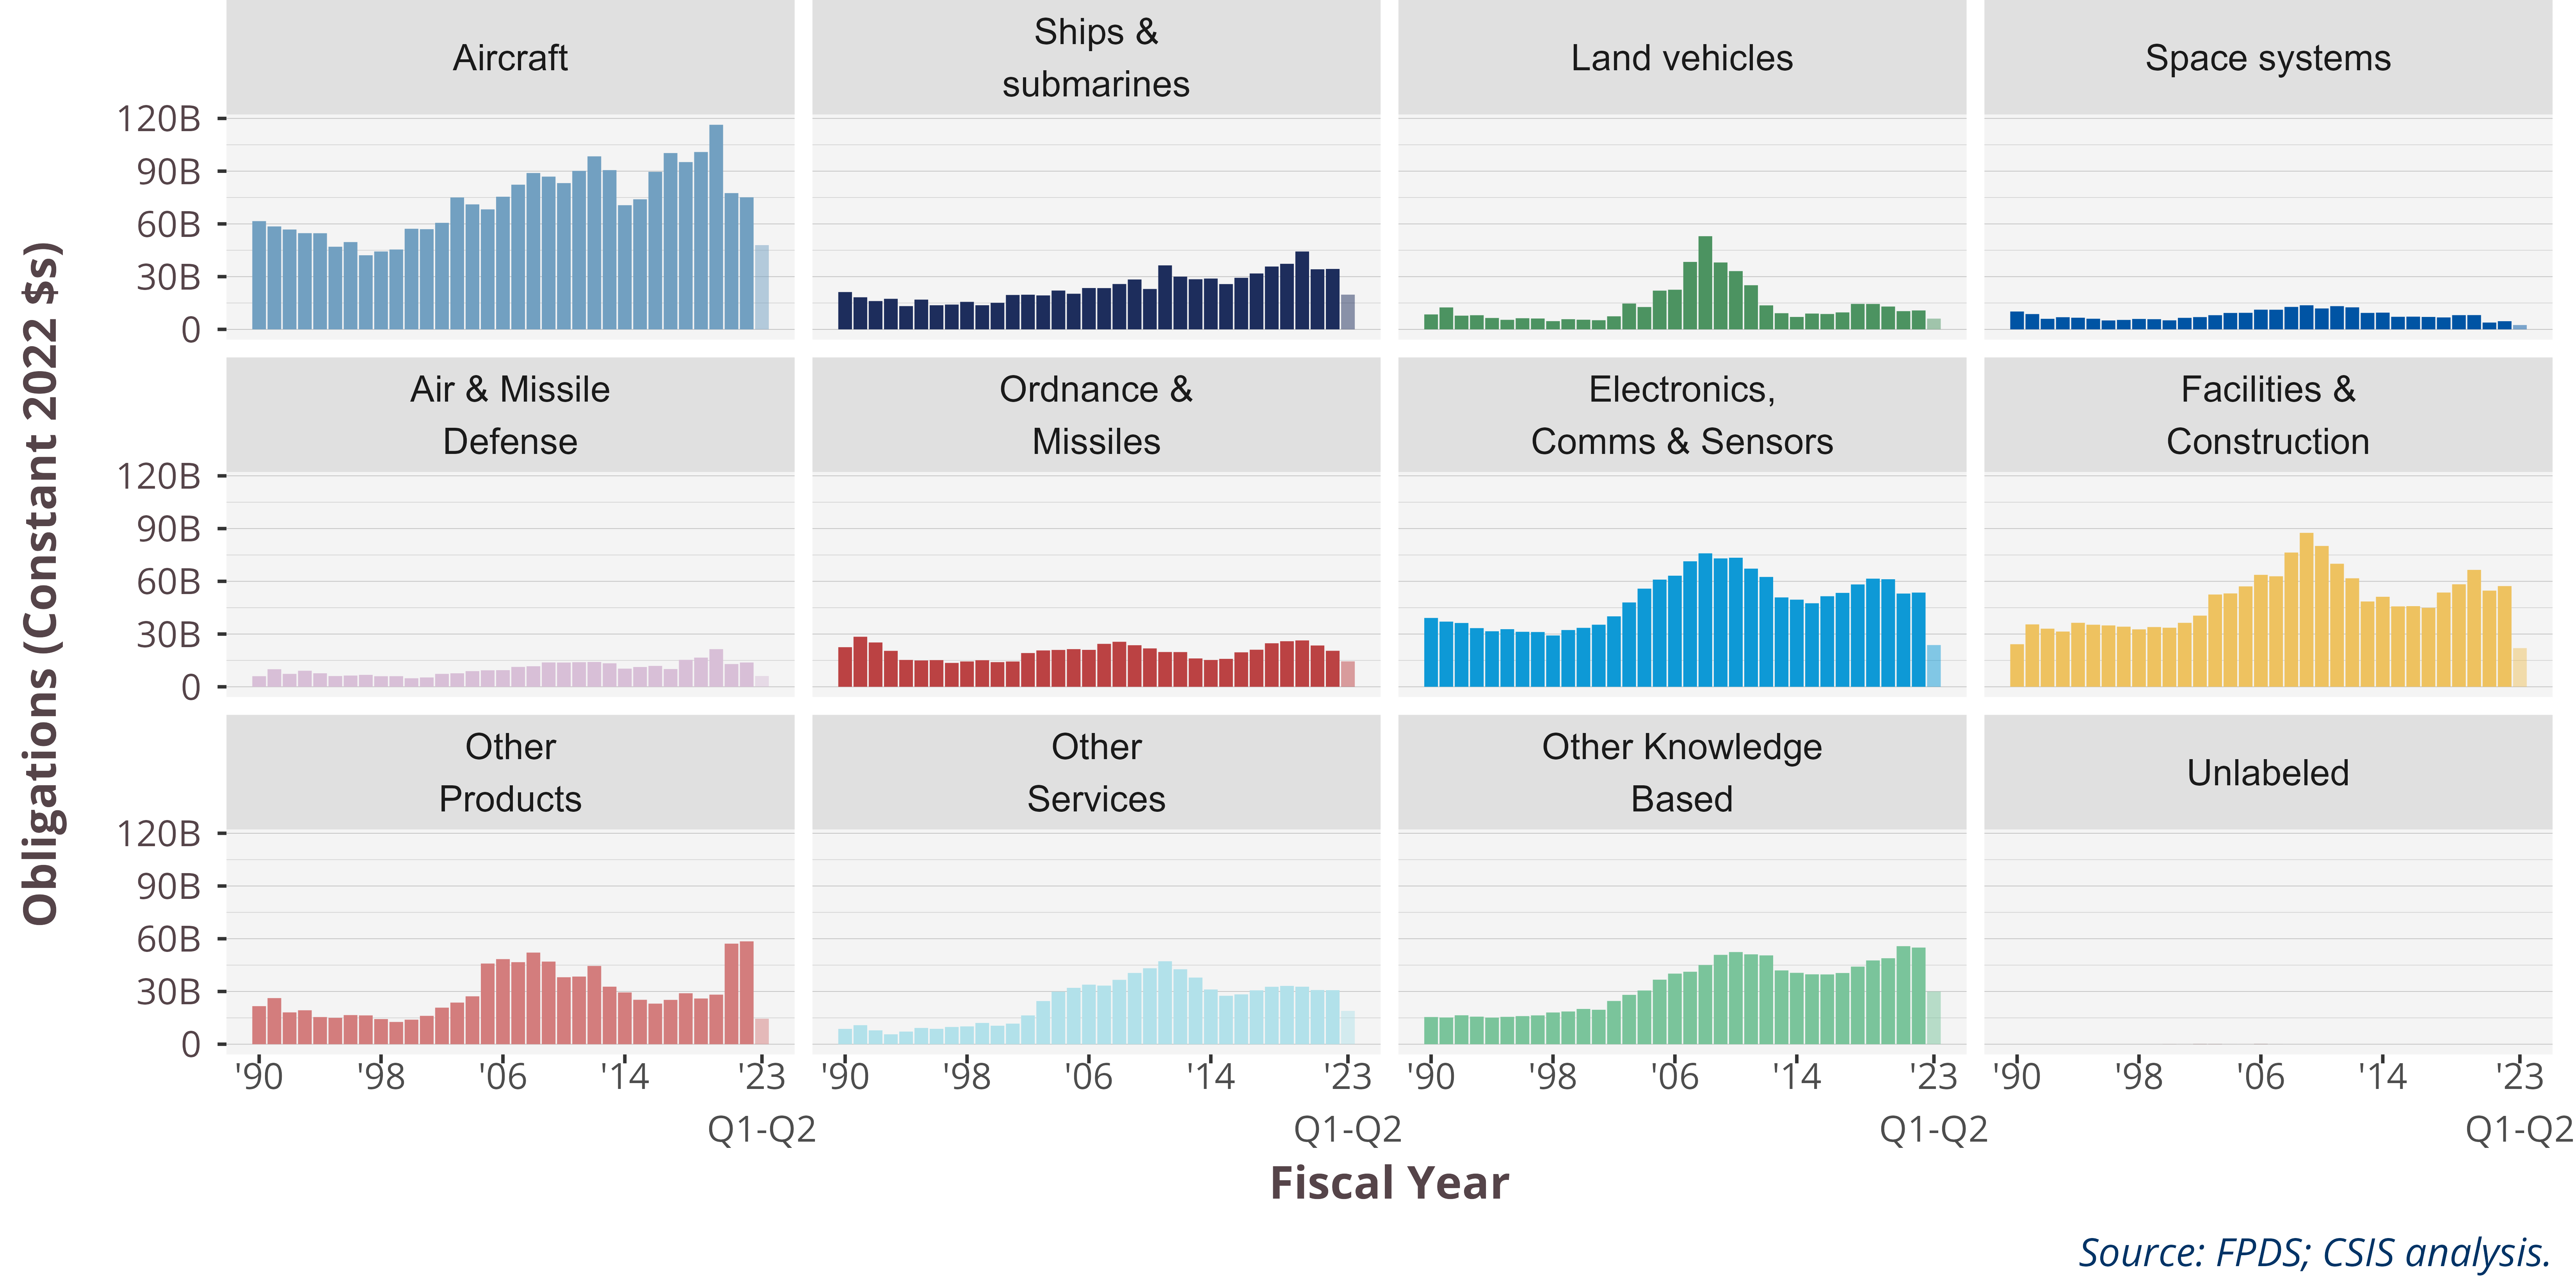 Aircraft
Ships &
submarines
Land vehicles
Space systems
120B
90B
60B
30B
0
Air & Missile
Defense
Ordnance &
Missiles
Electronics,
Comms & Sensors
Facilities &
Construction
120B
90B
60B
30B
0
Other
Products
Other
Services
Other Knowledge
Based
Unlabeled
120B
90B
60B
30B
0
'90 '98 '06 '14 '23
Q1-Q2
'90 '98 '06 '14 '23
Q1-Q2
'90 '98 '06 '14 '23
Q1-Q2
'90 '98 '06 '14 '23
Q1-Q2
Obligations (Constant 2022 $s)
Fiscal Year
Source: FPDS; CSIS analysis.